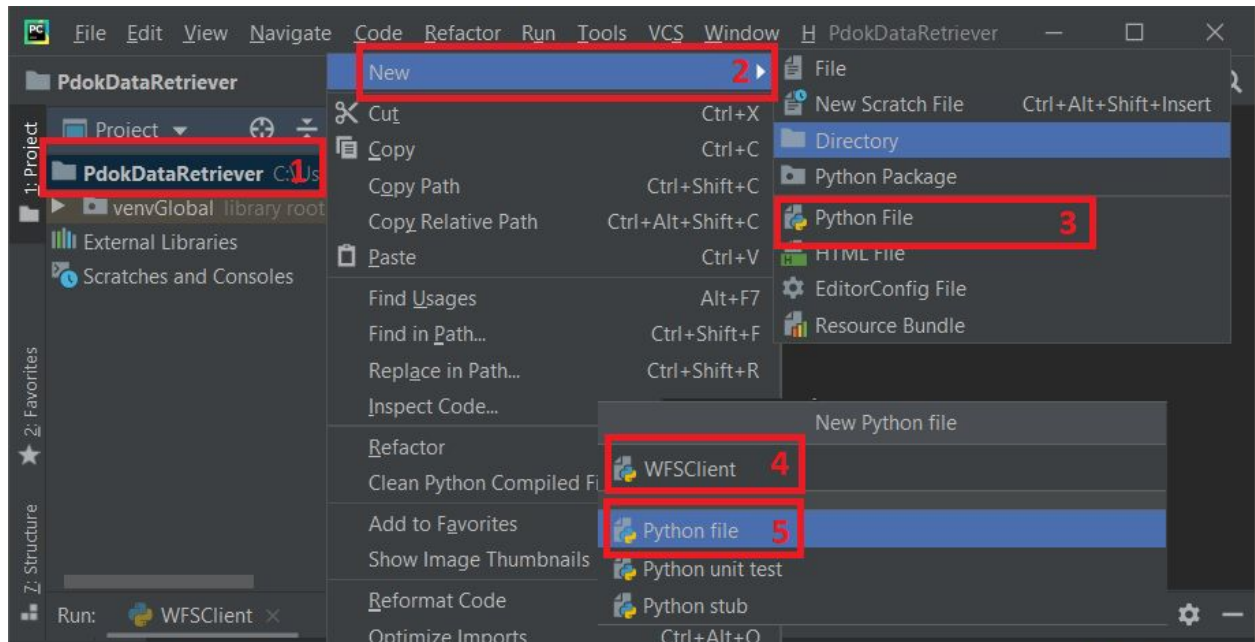 PC File Edit View Navigate Code Refactor Run Tools VCS Window H PdokDataRetriever
PdokDataRetriever
1: Project
Project
PdokDataRetriever C:\Us
1
venvGlobal library root
External Libraries
Scratches and Consoles
2: Favorites
7: Structure
New 2
Cut Ctrl+X
Copy Ctrl+C
Copy Path Ctrl+Shift+C
Copy Relative Path Ctrl+Alt+Shift+C
Paste Ctrl+V
Find Usages Alt+F7
Find in Path... Ctrl+Shift+F
Replace in Path... Ctrl+Shift+R
Inspect Code...
Refactor
Clean Python Compiled Fi
Add to Favorites
Show Image Thumbnails
Reformat Code
Optimize Imports Ctrl+Alt+O
File
New Scratch File Ctrl+Alt+Shift+Insert
Directory
Python Package
Python File 3
HTML File
EditorConfig File
Resource Bundle
New Python file
WFSClient 4
Python file 5
Python unit test
Python stub
Run: WFSClient